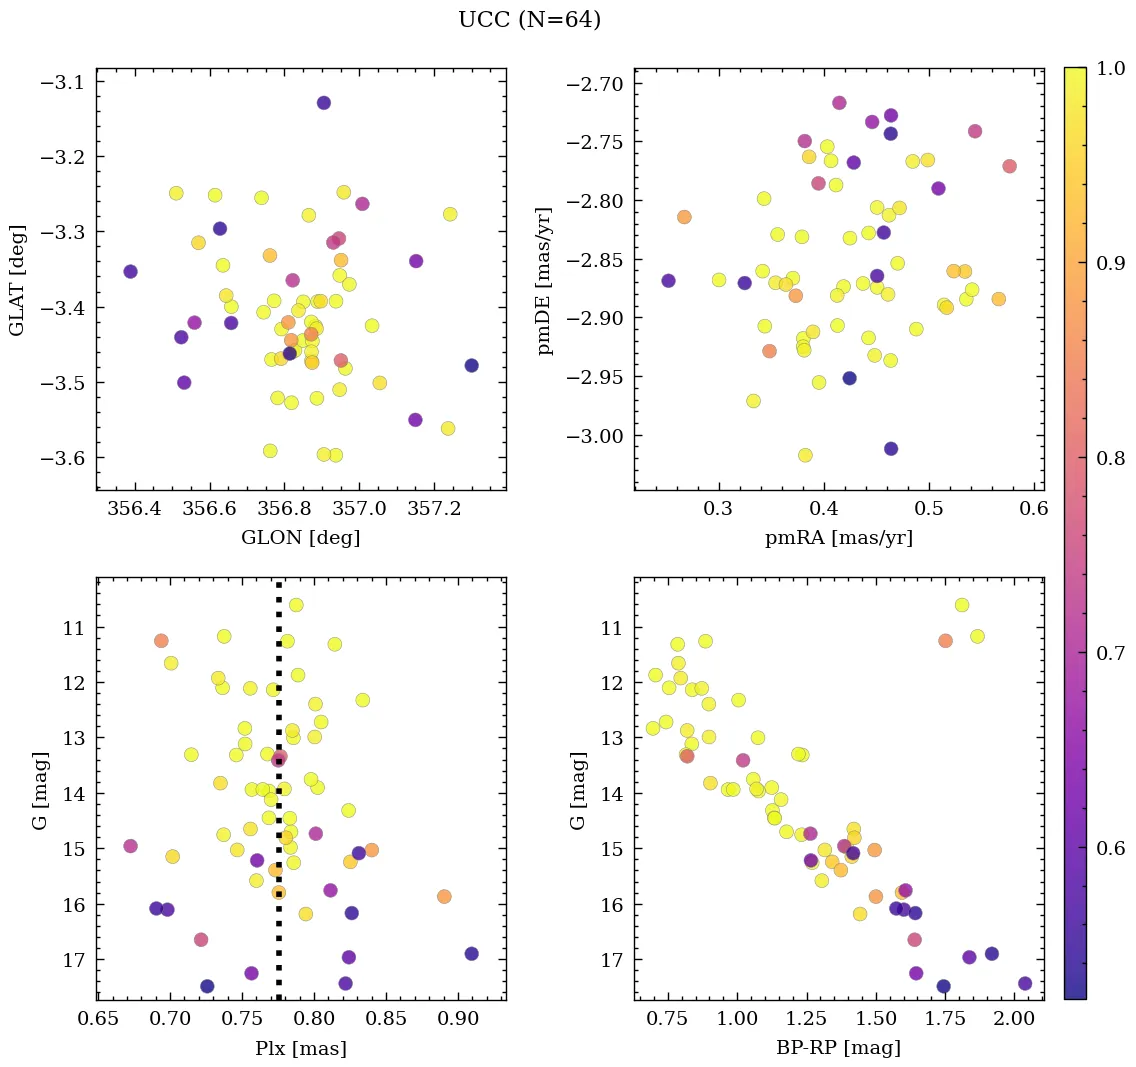 UCC (N=64)
−3.1
−3.2
−3.3
−3.4
−3.5
−3.6
GLAT [deg]
356.4 356.6 356.8 357.0 357.2
GLON [deg]
−2.70
−2.75
−2.80
−2.85
−2.90
−2.95
−3.00
pmDE [mas/yr]
0.3 0.4 0.5 0.6
pmRA [mas/yr]
1.0
0.9
0.8
0.7
0.6
11
12
13
14
15
16
17
G [mag]
0.65 0.70 0.75 0.80 0.85 0.90
Plx [mas]
11
12
13
14
15
16
17
G [mag]
0.75 1.00 1.25 1.50 1.75 2.00
BP-RP [mag]